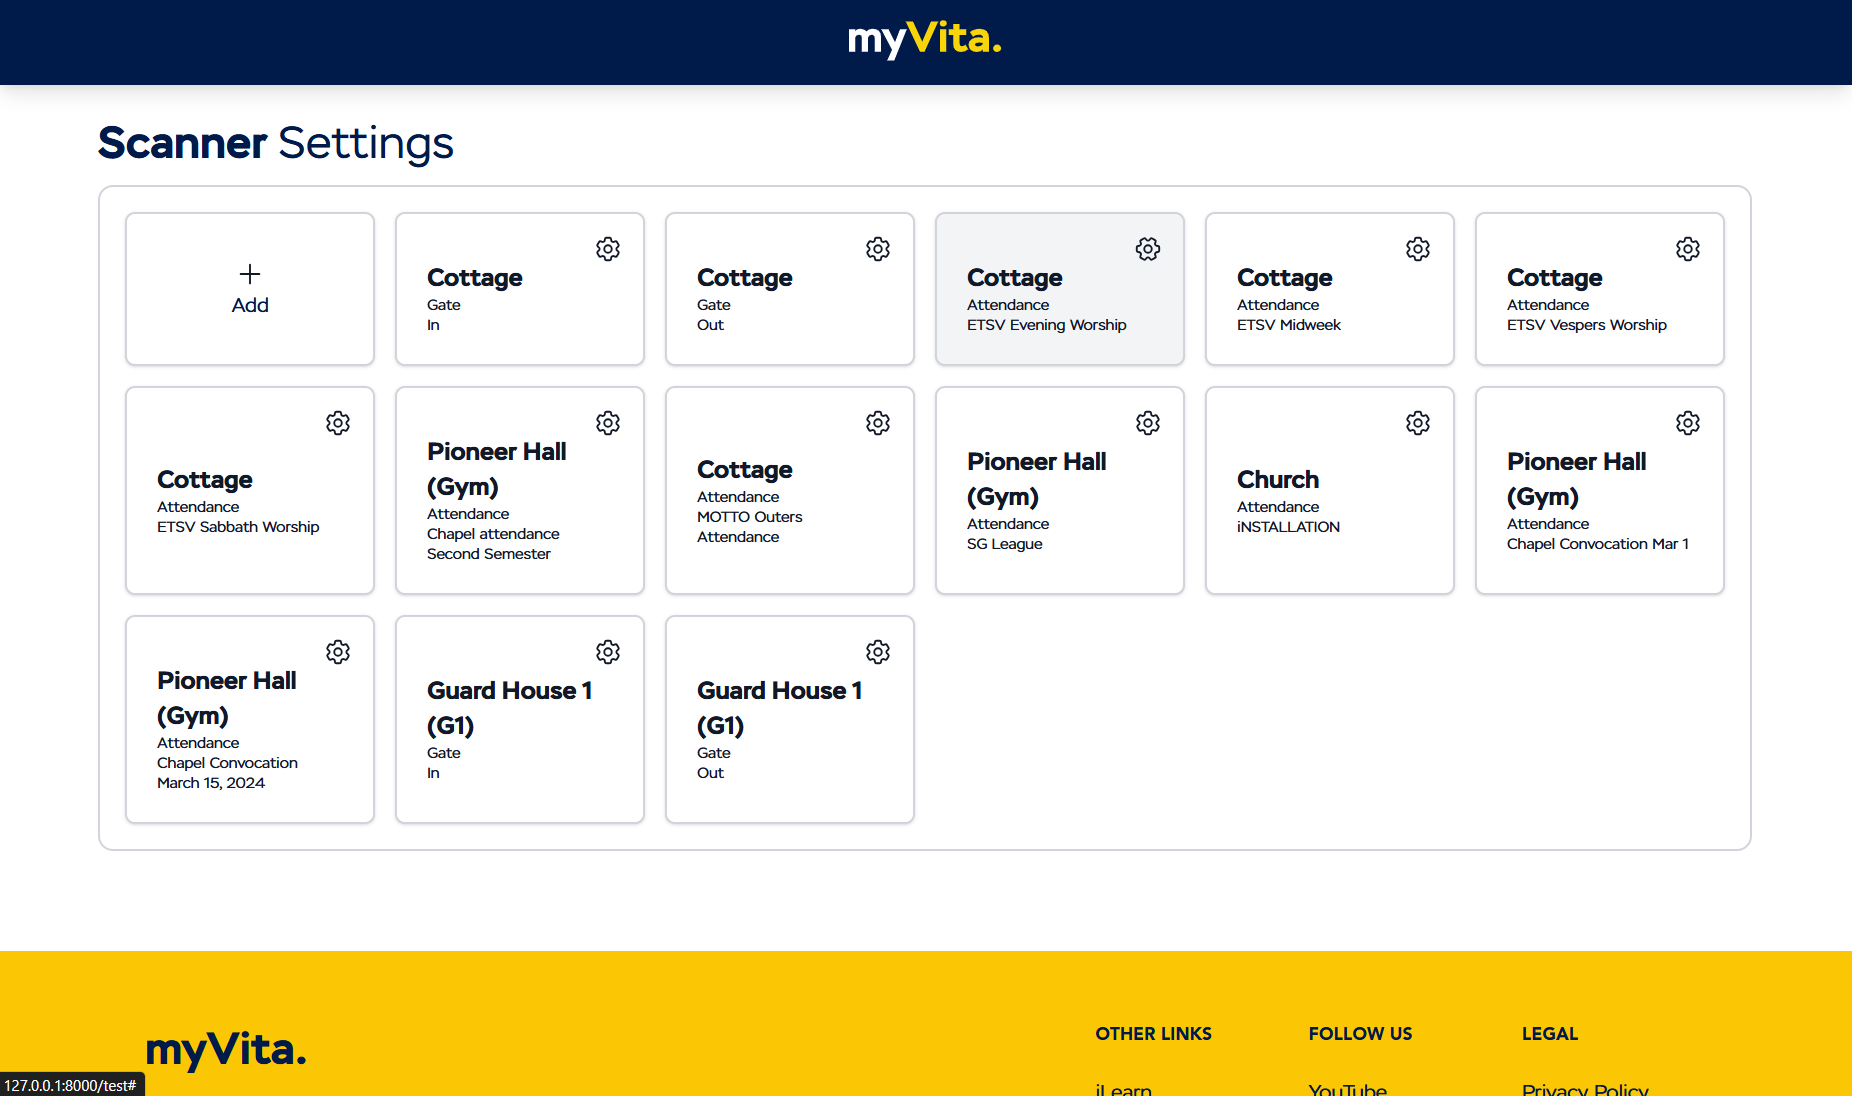 myVita.
Scanner Settings
Add
Cottage
Gate
In
Cottage
Gate
Out
Cottage
Attendance
ETSV Evening Worship
Cottage
Attendance
ETSV Midweek
Cottage
Attendance
ETSV Vespers Worship
Cottage
Attendance
ETSV Sabbath Worship
Pioneer Hall
(Gym)
Attendance
Chapel attendance
Second Semester
Cottage
Attendance
MOTTO Outers
Attendance
Pioneer Hall
(Gym)
Attendance
SG League
Church
Attendance
iNSTALLATION
Pioneer Hall
(Gym)
Attendance
Chapel Convocation Mar 1
Pioneer Hall
(Gym)
Attendance
Chapel Convocation
March 15, 2024
Guard House 1
(G1)
Gate
In
Guard House 1
(G1)
Gate
Out
myVita.
OTHER LINKS
iLearn
FOLLOW US
YouTube
LEGAL
Privacy Policy
127.0.0.1:8000/test#